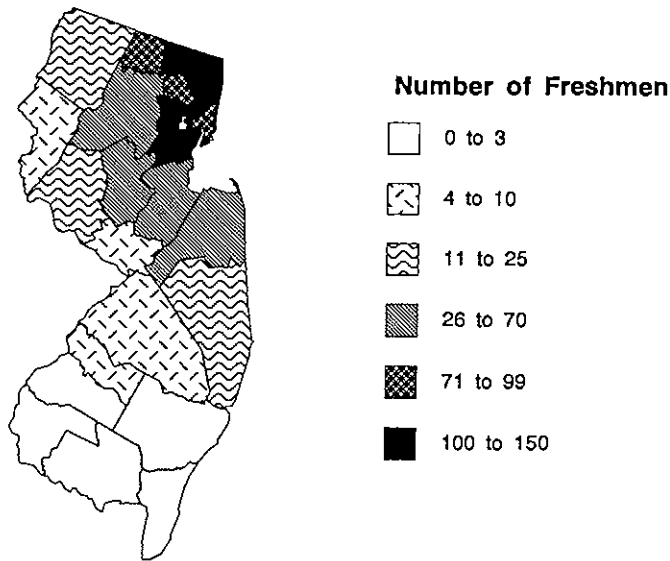 Number of Freshmen
0 to 3
4 to 10
11 to 25
26 to 70
71 to 99
100 to 150